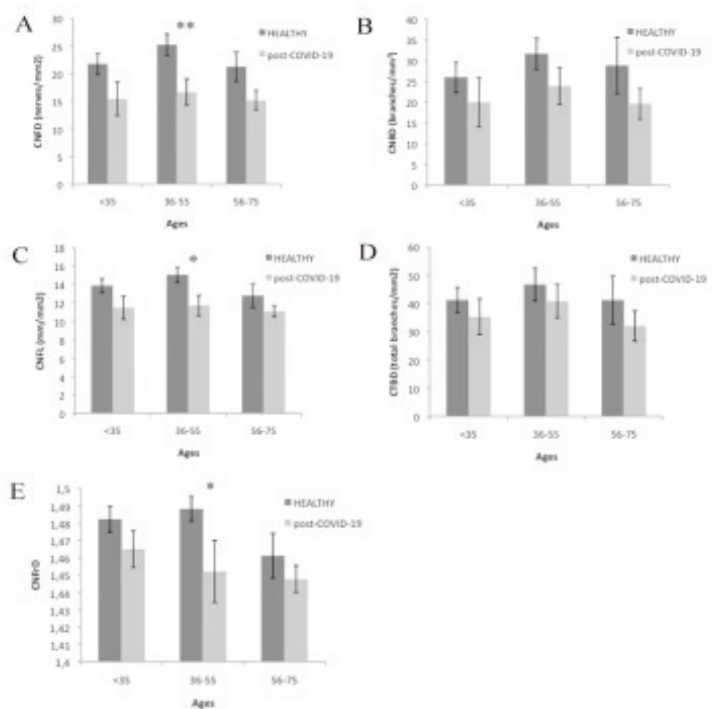 A
30
25
20
15
10
5
0
CNFD (nerves/mm2)
**
HEALTHY
post-COVID-19
<35
36-55
56-75
Ages
B
40
35
30
25
20
15
10
5
0
CNBD (branches/mm²)
HEALTHY
post-COVID-19
<35
36-55
56-75
Ages
C
18
16
14
12
10
8
6
4
2
0
CNFL (mm/mm2)
*
HEALTHY
post-COVID-19
<35
36-55
56-75
Ages
D
60
50
40
30
20
10
0
CTBD (total branches/mm2)
HEALTHY
post-COVID-19
<35
36-55
56-75
Ages
E
1,5
1,49
1,48
1,47
1,46
1,45
1,44
1,43
1,42
1,41
1,4
CNFrD
*
HEALTHY
post-COVID-19
<35
36-55
56-75
Ages